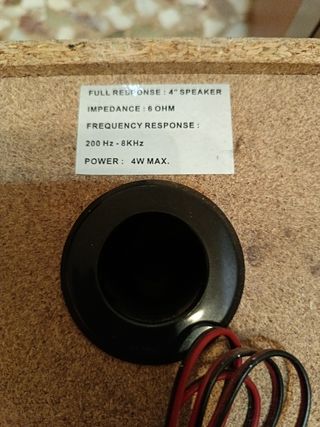 FULL RESPONSE : 4" SPEAKER
IMPEDANCE : 6 OHM
FREQUENCY RESPONSE :
200 Hz - 8KHz
POWER : 4W MAX.